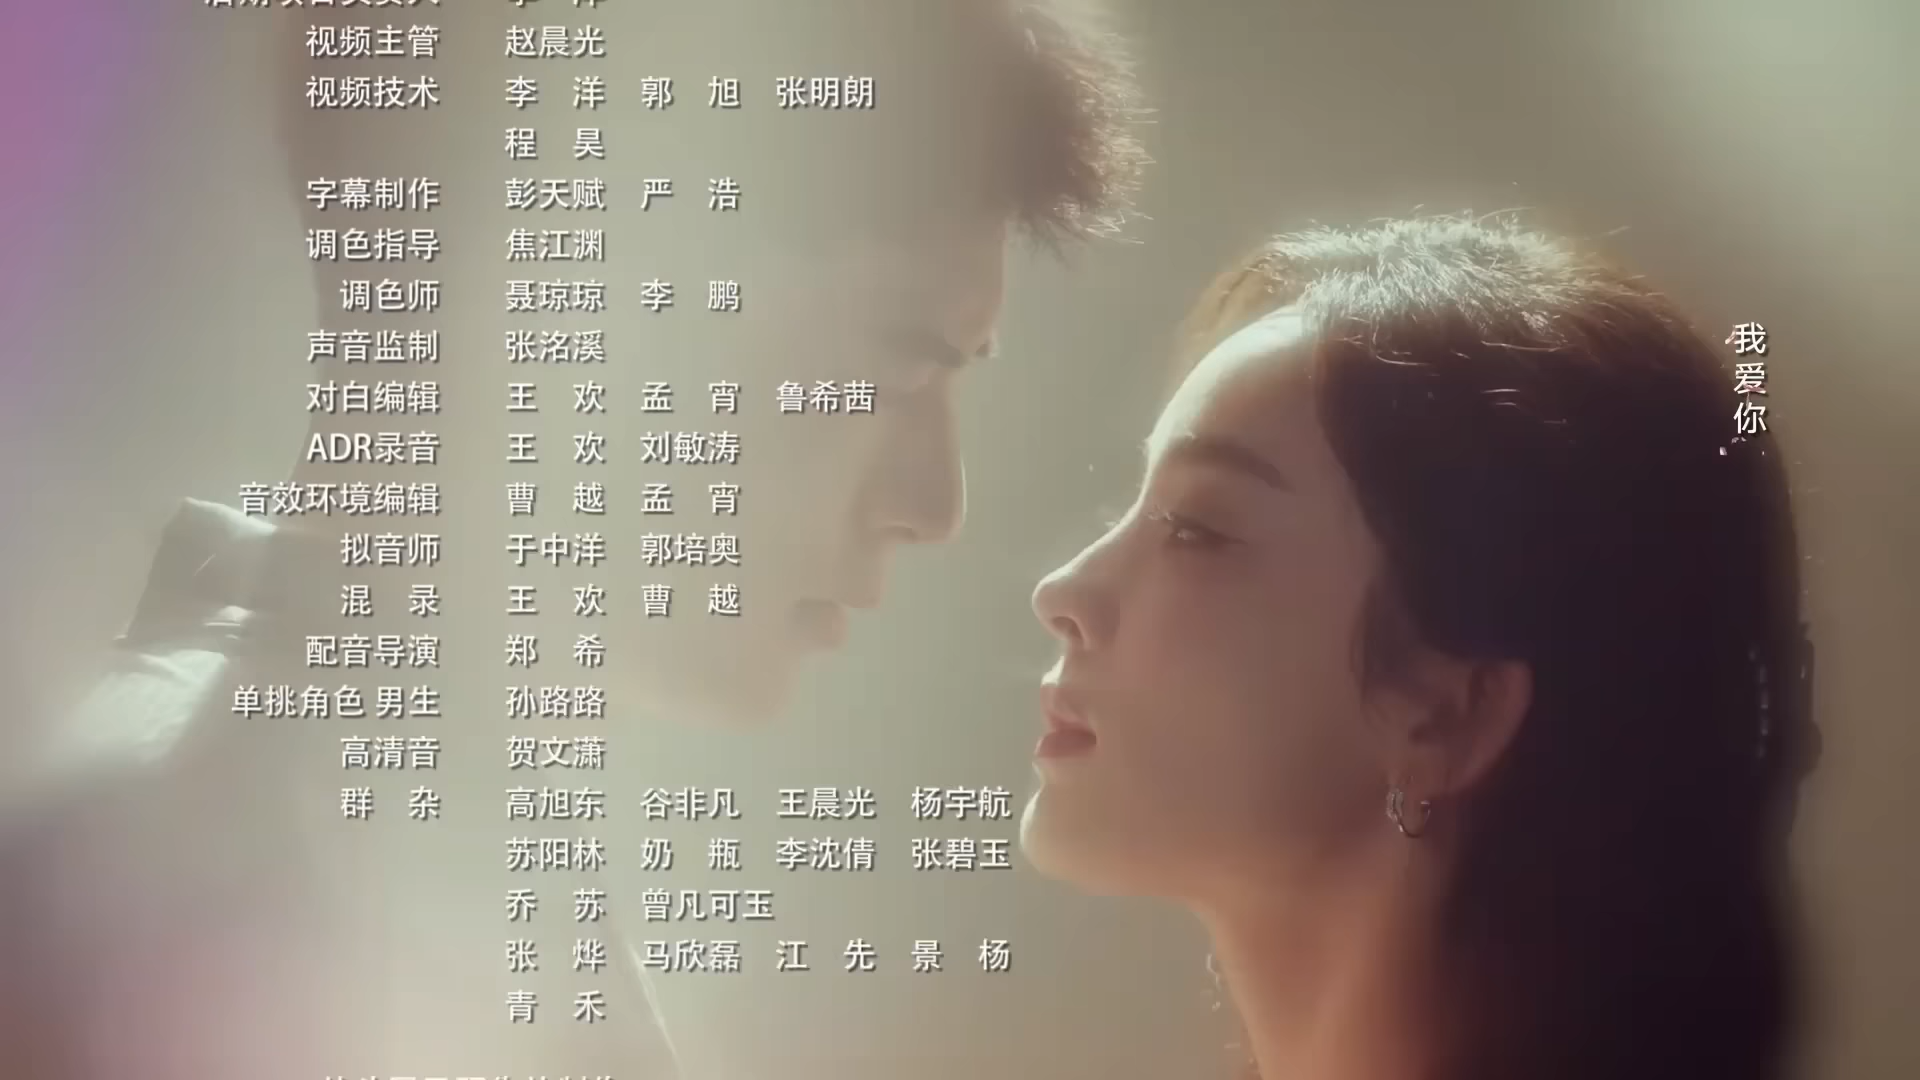 视频主管 赵晨光
视频技术 李 洋 郭 旭 张明朗
程 昊
字幕制作 彭天赋 严 浩
调色指导 焦江渊
调色师 聂琼琼 李 鹏
声音监制 张洺溪
对白编辑 王 欢 孟 宵 鲁希茜
ADR录音 王 欢 刘敏涛
音效环境编辑 曹 越 孟 宵
拟音师 于中洋 郭培奥
混 录 王 欢 曹 越
配音导演 郑 希
单挑角色 男生 孙路路
高清音 贺文潇
群 杂 高旭东 谷非凡 王晨光 杨宇航
苏阳林 奶 瓶 李沈倩 张碧玉
乔 苏 曾凡可玉
张 烨 马欣磊 江 先 景 杨
青 禾
我爱你